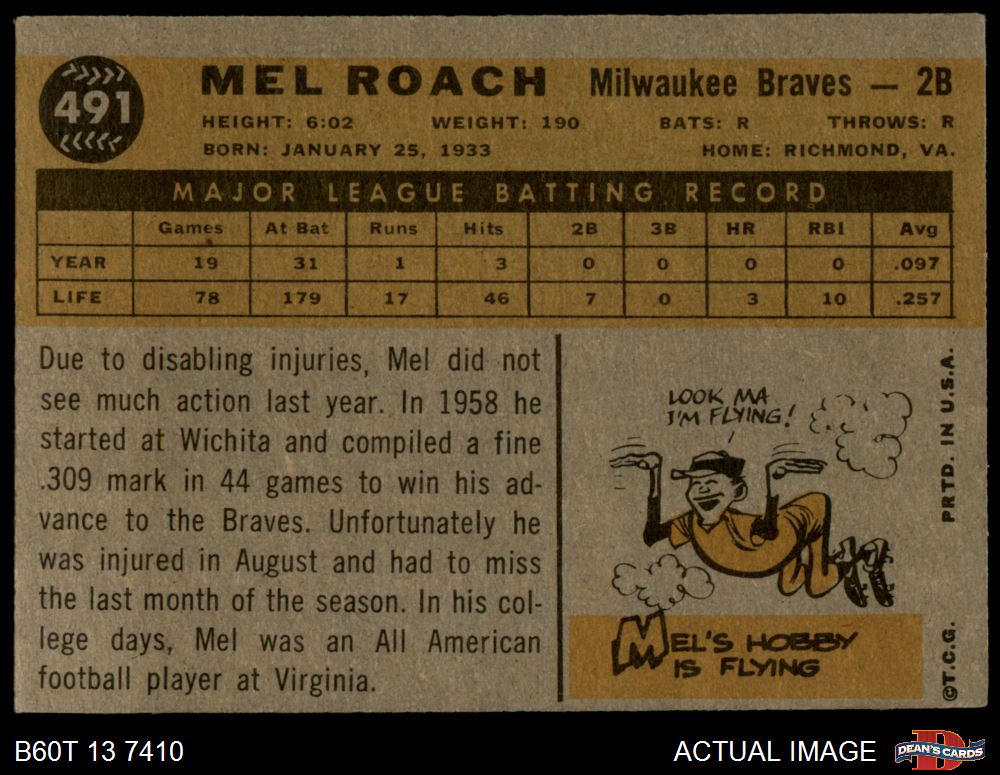 491
MEL ROACH Milwaukee Braves — 2B
HEIGHT: 6:02 WEIGHT: 190 BATS: R THROWS: R
BORN: JANUARY 25, 1933 HOME: RICHMOND, VA.
MAJOR LEAGUE BATTING RECORD
Games At Bat Runs Hits 2B 3B HR RBI Avg
YEAR 19 31 1 3 0 0 0 0 .097
LIFE 78 179 17 46 7 0 3 10 .257
Due to disabling injuries, Mel did not
see much action last year. In 1958 he
started at Wichita and compiled a fine
.309 mark in 44 games to win his ad-
vance to the Braves. Unfortunately he
was injured in August and had to miss
the last month of the season. In his col-
lege days, Mel was an All American
football player at Virginia.
LOOK MA
I'M FLYING!
MEL'S HOBBY
IS FLYING
©T.C.G. PRTD. IN U.S.A.
B60T 13 7410
ACTUAL IMAGE
B
DEAN'S CARDS